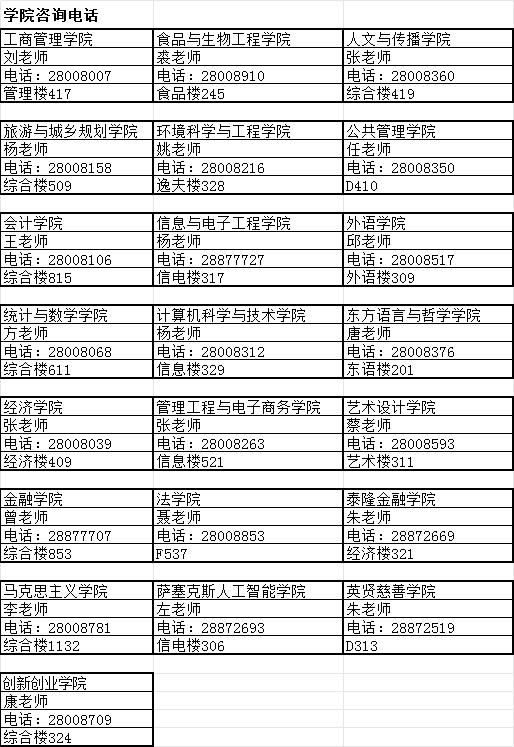 学院咨询电话
工商管理学院
刘老师
电话：28008007
管理楼417
食品与生物工程学院
裘老师
电话：28008910
食品楼245
人文与传播学院
张老师
电话：28008360
综合楼419
旅游与城乡规划学院
杨老师
电话：28008158
综合楼509
环境科学与工程学院
姚老师
电话：28008216
逸夫楼328
公共管理学院
任老师
电话：28008350
D410
会计学院
王老师
电话：28008106
综合楼815
信息与电子工程学院
杨老师
电话：28877727
信电楼317
外语学院
邱老师
电话：28008517
外语楼309
统计与数学学院
方老师
电话：28008068
综合楼611
计算机科学与技术学院
杨老师
电话：28008312
信息楼329
东方语言与哲学学院
唐老师
电话：28008376
东语楼201
经济学院
张老师
电话：28008039
经济楼409
管理工程与电子商务学院
张老师
电话：28008263
信息楼521
艺术设计学院
蔡老师
电话：28008593
艺术楼311
金融学院
曾老师
电话：28877707
综合楼853
法学院
聂老师
电话：28008853
F537
泰隆金融学院
朱老师
电话：28872669
经济楼321
马克思主义学院
李老师
电话：28008781
综合楼1132
萨塞克斯人工智能学院
左老师
电话：28872693
信电楼306
英贤慈善学院
朱老师
电话：28872519
D313
创新创业学院
康老师
电话：28008709
综合楼324